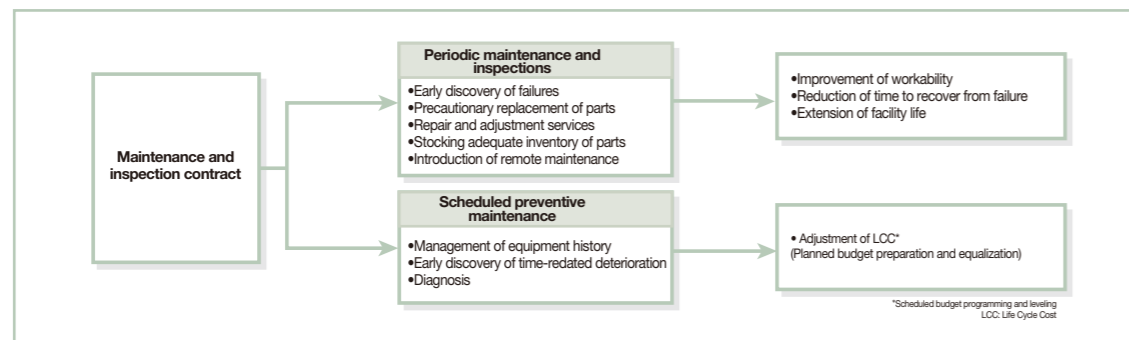 Maintenance and
inspection contract
Periodic maintenance and
inspections
•Early discovery of failures
•Precautionary replacement of parts
•Repair and adjustment services
•Stocking adequate inventory of parts
•Introduction of remote maintenance
•Improvement of workability
•Reduction of time to recover from failure
•Extension of facility life
Scheduled preventive
maintenance
•Management of equipment history
•Early discovery of time-redated deterioration
•Diagnosis
• Adjustment of LCC*
(Planned budget preparation and equalization)
*Scheduled budget programming and leveling
LCC: Life Cycle Cost